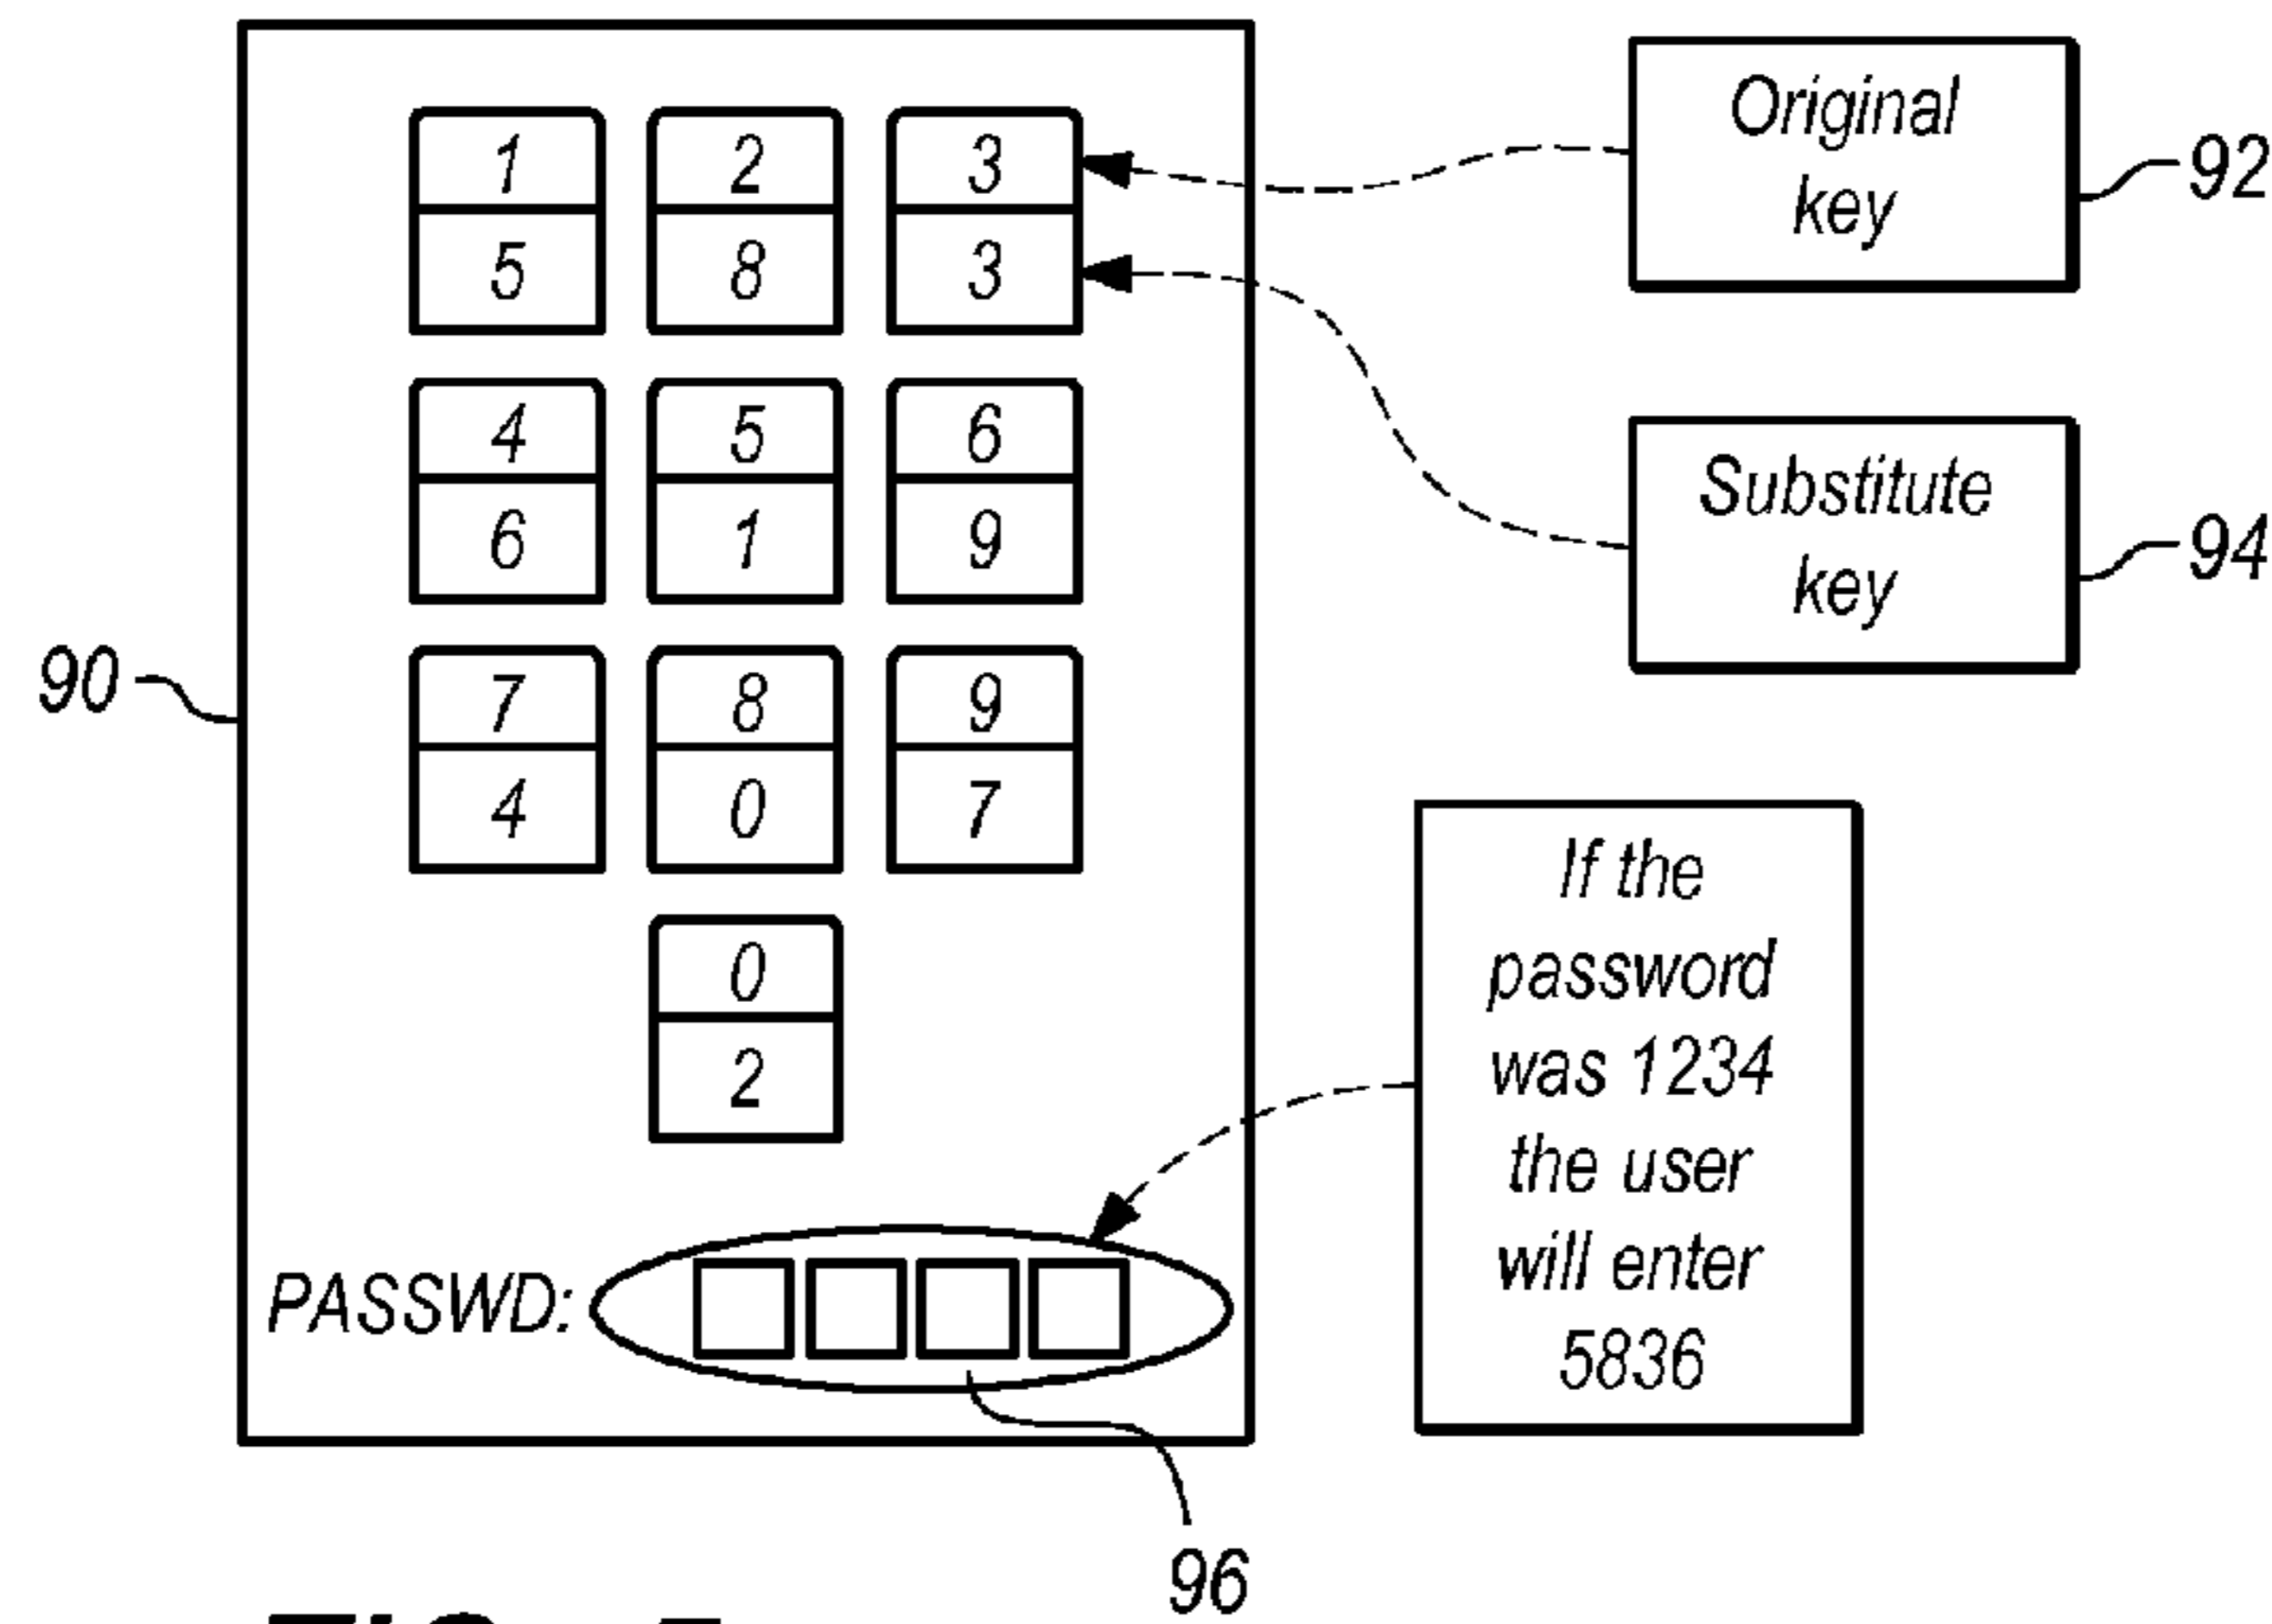 1 2 3
5 8 3
4 5 6
6 1 9
7 8 9
4 0 7
0
2
PASSWD:
Original
key
92
Substitute
key
94
90
If the
password
was 1234
the user
will enter
5836
96